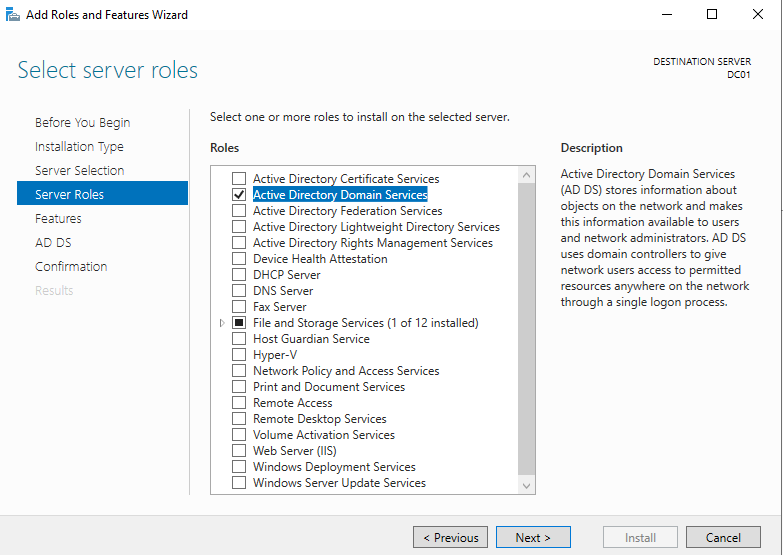 Add Roles and Features Wizard
Select server roles
DESTINATION SERVER
DC01
Before You Begin
Installation Type
Server Selection
Server Roles
Features
AD DS
Confirmation
Results
Select one or more roles to install on the selected server.
Roles
Active Directory Certificate Services
Active Directory Domain Services
Active Directory Federation Services
Active Directory Lightweight Directory Services
Active Directory Rights Management Services
Device Health Attestation
DHCP Server
DNS Server
Fax Server
File and Storage Services (1 of 12 installed)
Host Guardian Service
Hyper-V
Network Policy and Access Services
Print and Document Services
Remote Access
Remote Desktop Services
Volume Activation Services
Web Server (IIS)
Windows Deployment Services
Windows Server Update Services
Description
Active Directory Domain Services
(AD DS) stores information about
objects on the network and makes
this information available to users
and network administrators. AD DS
uses domain controllers to give
network users access to permitted
resources anywhere on the network
through a single logon process.
< Previous
Next >
Install
Cancel